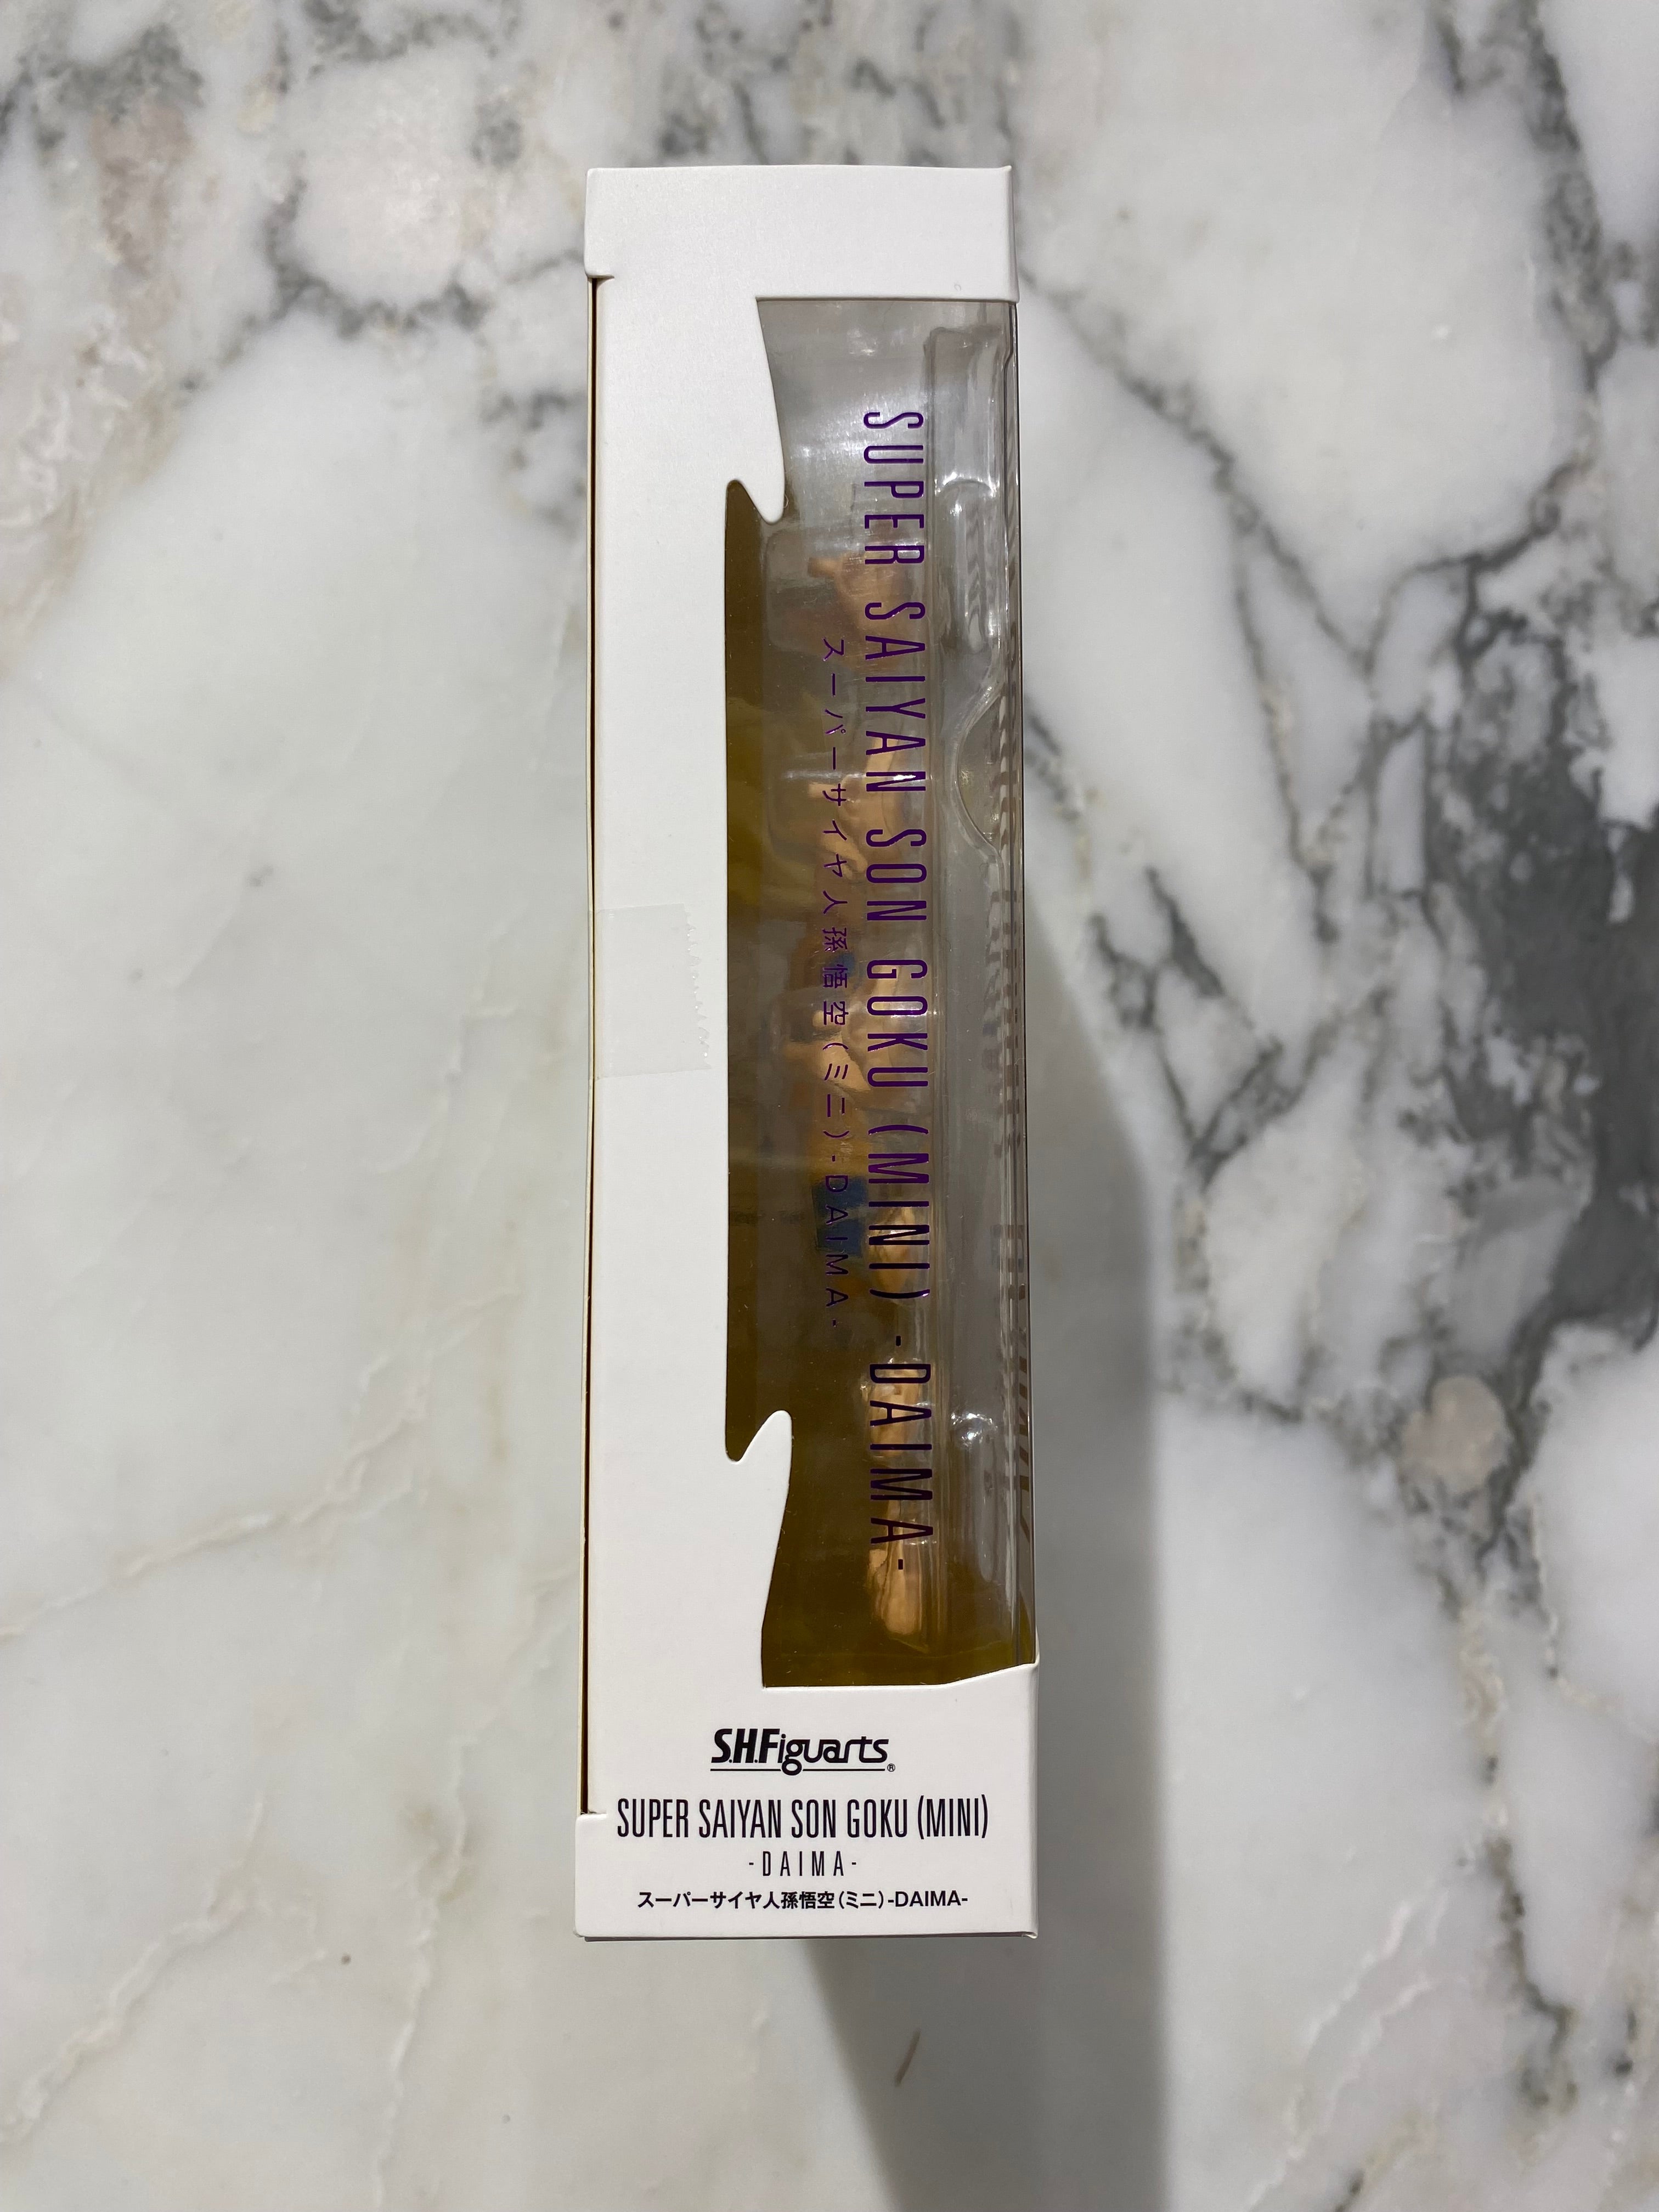 SUPER SAIYAN SON GOKU (MINI) -DAIMA-
スーパーサイヤ人孫悟空(ミニ)-DAIMA-
S.H.Figuarts®
SUPER SAIYAN SON GOKU (MINI)
-DAIMA-
スーパーサイヤ人孫悟空(ミニ)-DAIMA-